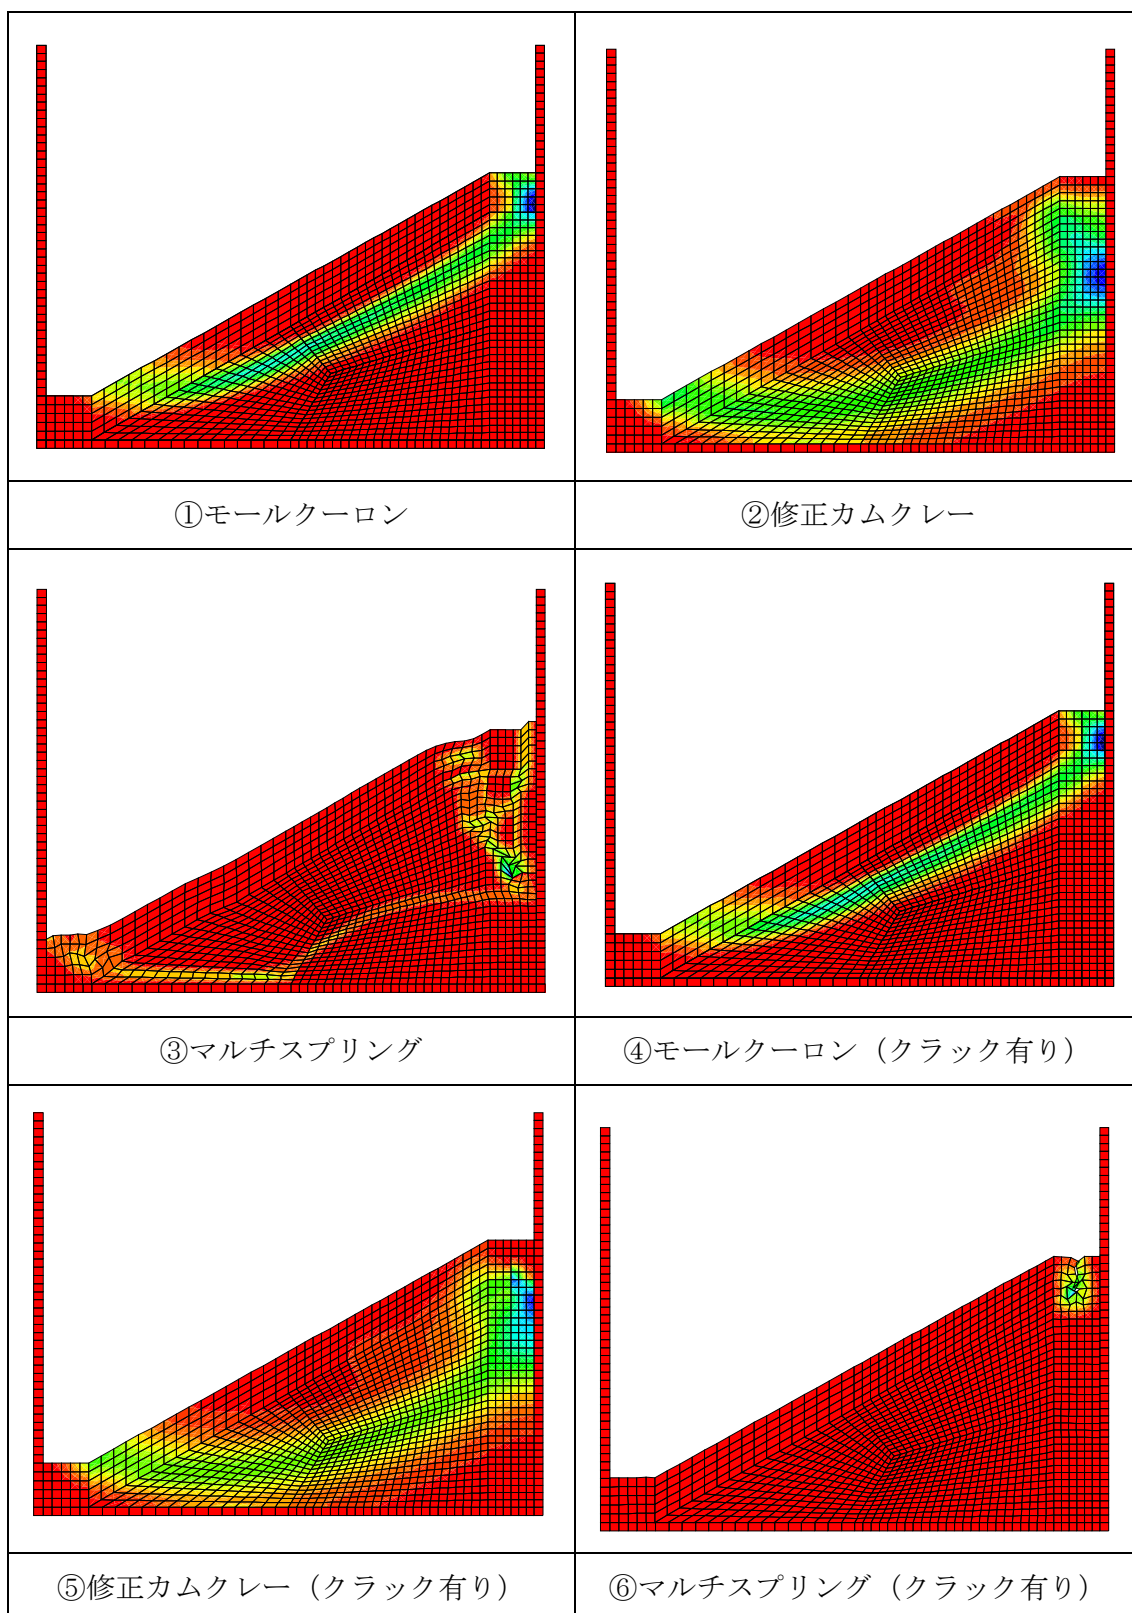 ①モールクーロン
②修正カムクレー
③マルチスプリング
④モールクーロン（クラック有り）
⑤修正カムクレー（クラック有り）
⑥マルチスプリング（クラック有り）